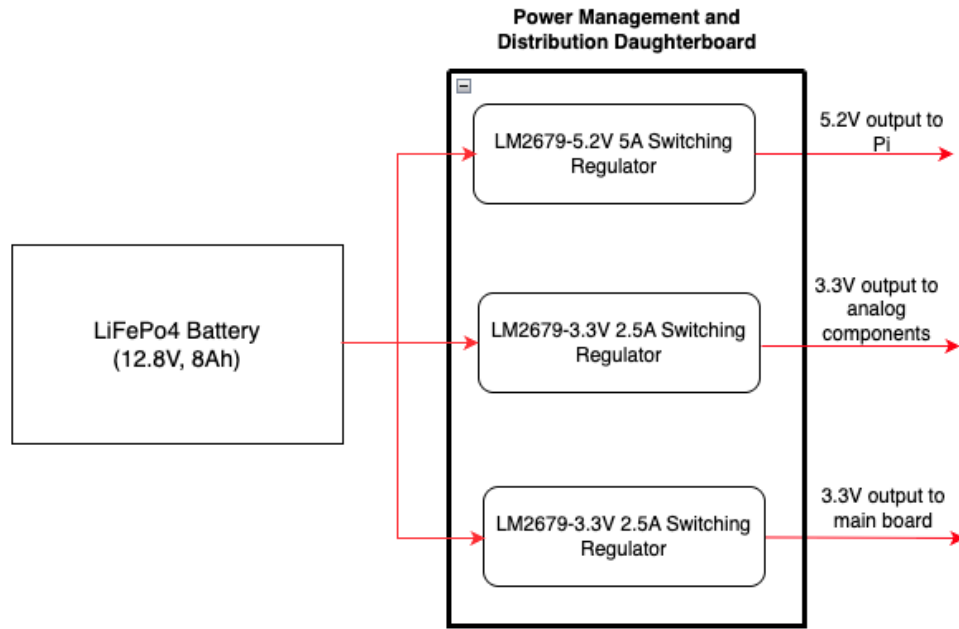 Power Management and
Distribution Daughterboard
LM2679-5.2V 5A Switching
Regulator
5.2V output to
Pi
LiFePo4 Battery
(12.8V, 8Ah)
LM2679-3.3V 2.5A Switching
Regulator
3.3V output to
analog
components
LM2679-3.3V 2.5A Switching
Regulator
3.3V output to
main board